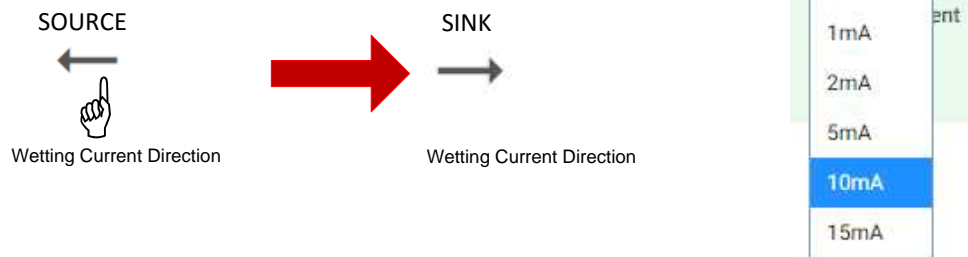 SOURCE
SINK
Wetting Current Direction
Wetting Current Direction
ent
1mA
2mA
5mA
10mA
15mA